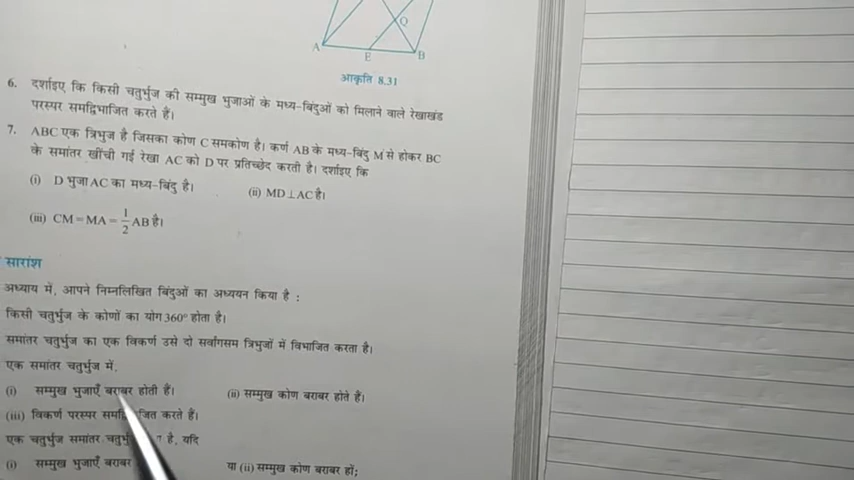 Q
A
E
B
आकृति 8.31
6. दर्शाइए कि किसी चतुर्भुज की सम्मुख भुजाओं के मध्य-बिंदुओं को मिलाने वाले रेखाखंड
परस्पर समद्विभाजित करते हैं।
7. ABC एक त्रिभुज है जिसका कोण C समकोण है। कर्ण AB के मध्य-बिंदु M से होकर BC
के समांतर खींची गई रेखा AC को D पर प्रतिच्छेद करती है। दर्शाइए कि
(i) D भुजा AC का मध्य-बिंदु है। (ii) MD⊥AC है।
(iii) CM = MA = 1/2 AB है।
सारांश
अध्याय में, आपने निम्नलिखित बिंदुओं का अध्ययन किया है :
किसी चतुर्भुज के कोणों का योग 360° होता है।
समांतर चतुर्भुज का एक विकर्ण उसे दो सर्वांगसम त्रिभुजों में विभाजित करता है।
एक समांतर चतुर्भुज में,
(i) सम्मुख भुजाएँ बराबर होती हैं। (ii) सम्मुख कोण बराबर होते हैं।
(iii) विकर्ण परस्पर करते हैं।
एक चतुर्भुज समांतर है, यदि
(i) सम्मुख भुजाएँ बराबर या (ii) सम्मुख कोण बराबर हों;